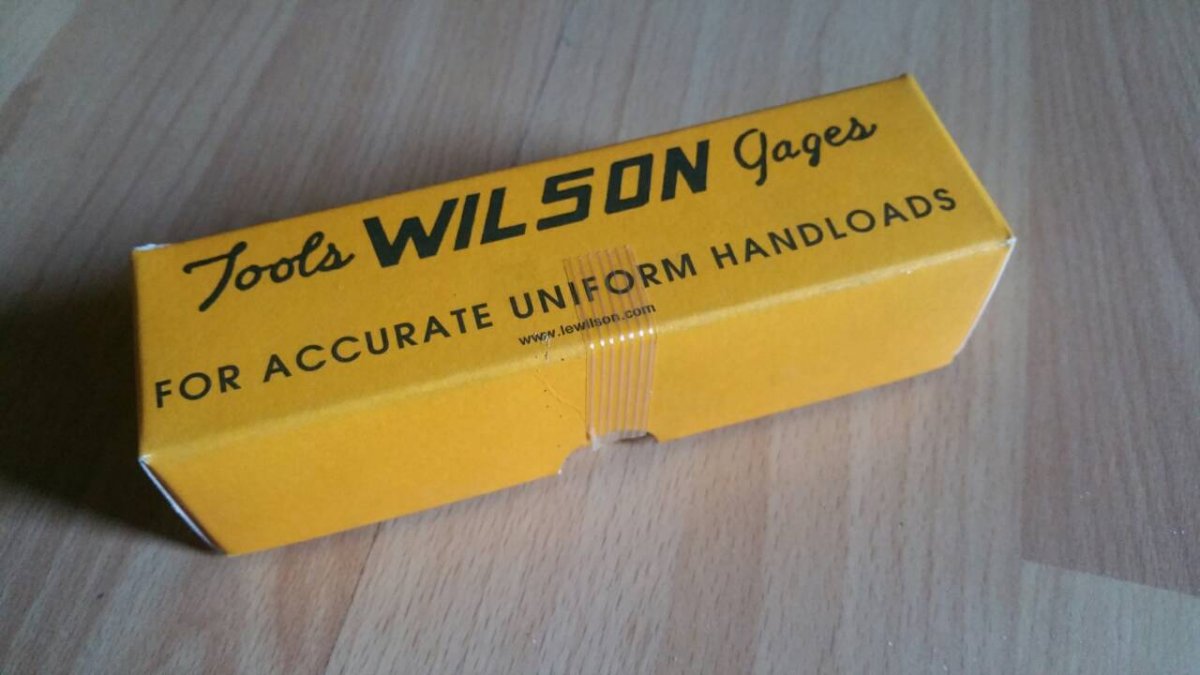 Tools WILSON Gages
FOR ACCURATE UNIFORM HANDLOADS
www.lewilson.com